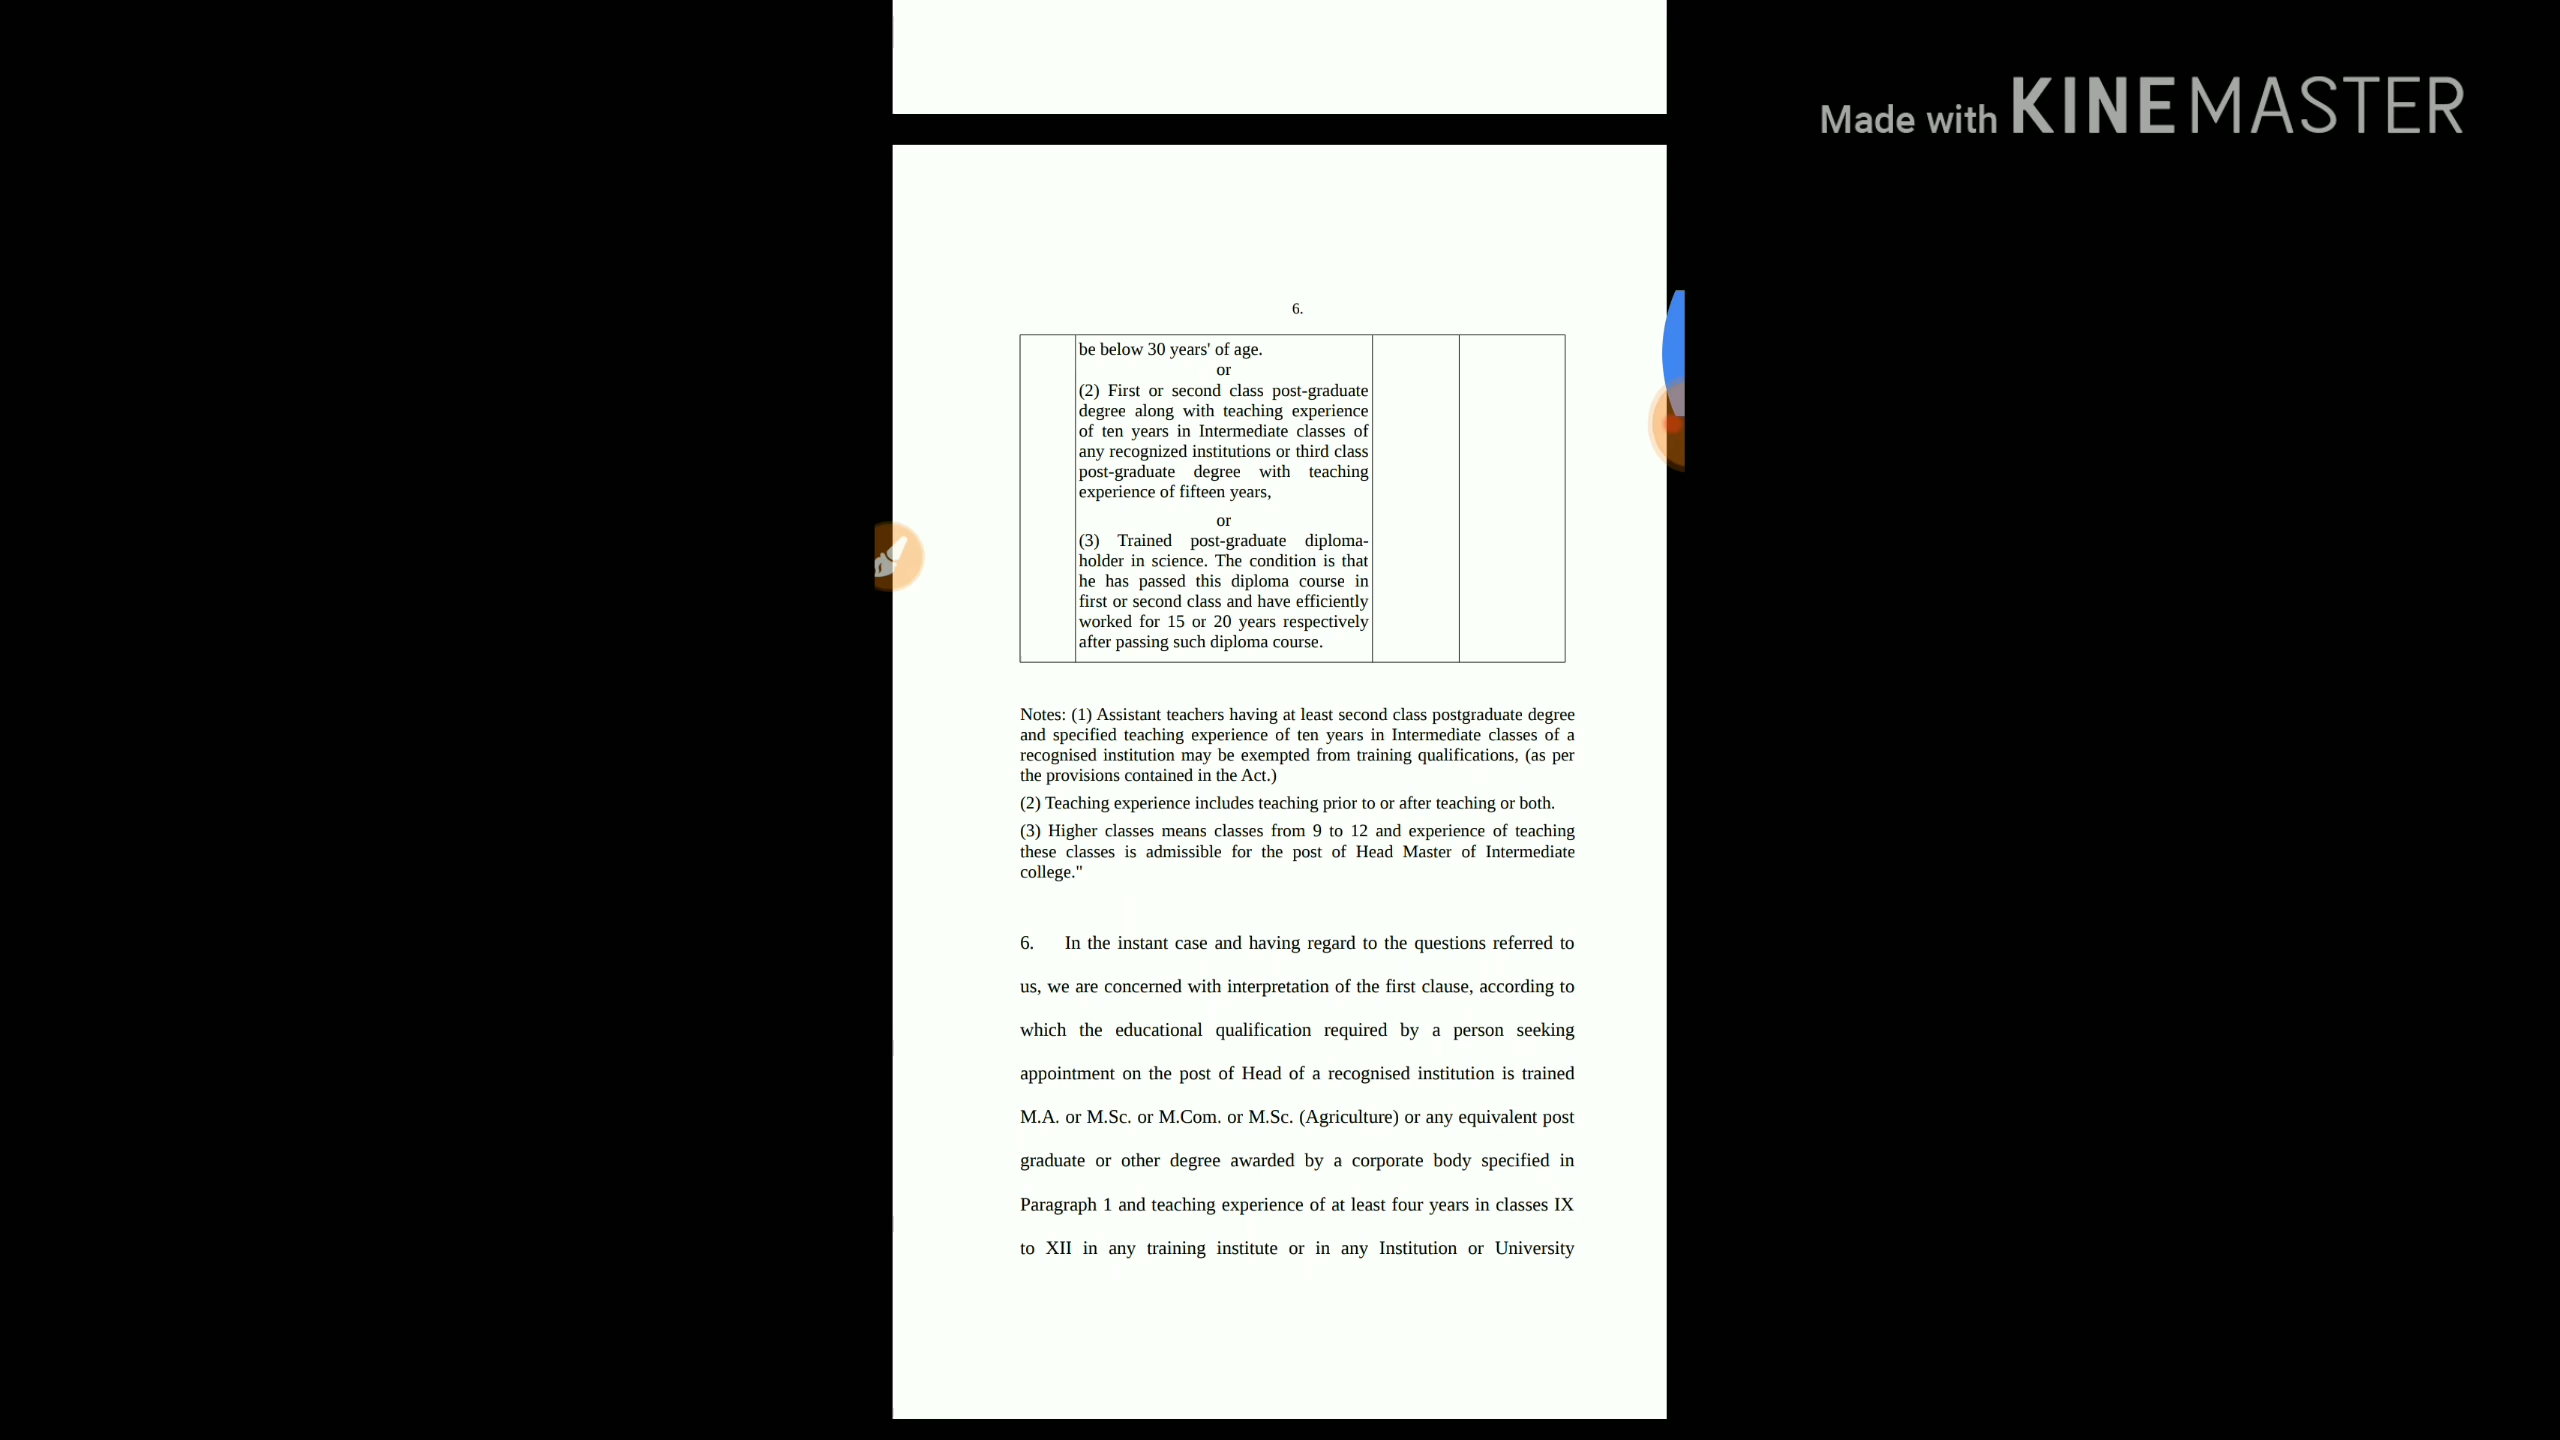 Made with KINEMASTER
6.
be below 30 years' of age.
or
(2) First or second class post-graduate
degree along with teaching experience
of ten years in Intermediate classes of
any recognized institutions or third class
post-graduate degree with teaching
experience of fifteen years,
or
(3) Trained post-graduate diploma-
holder in science. The condition is that
he has passed this diploma course in
first or second class and have efficiently
worked for 15 or 20 years respectively
after passing such diploma course.
Notes: (1) Assistant teachers having at least second class postgraduate degree
and specified teaching experience of ten years in Intermediate classes of a
recognised institution may be exempted from training qualifications, (as per
the provisions contained in the Act.)
(2) Teaching experience includes teaching prior to or after teaching or both.
(3) Higher classes means classes from 9 to 12 and experience of teaching
these classes is admissible for the post of Head Master of Intermediate
college."
6. In the instant case and having regard to the questions referred to
us, we are concerned with interpretation of the first clause, according to
which the educational qualification required by a person seeking
appointment on the post of Head of a recognised institution is trained
M.A. or M.Sc. or M.Com. or M.Sc. (Agriculture) or any equivalent post
graduate or other degree awarded by a corporate body specified in
Paragraph 1 and teaching experience of at least four years in classes IX
to XII in any training institute or in any Institution or University